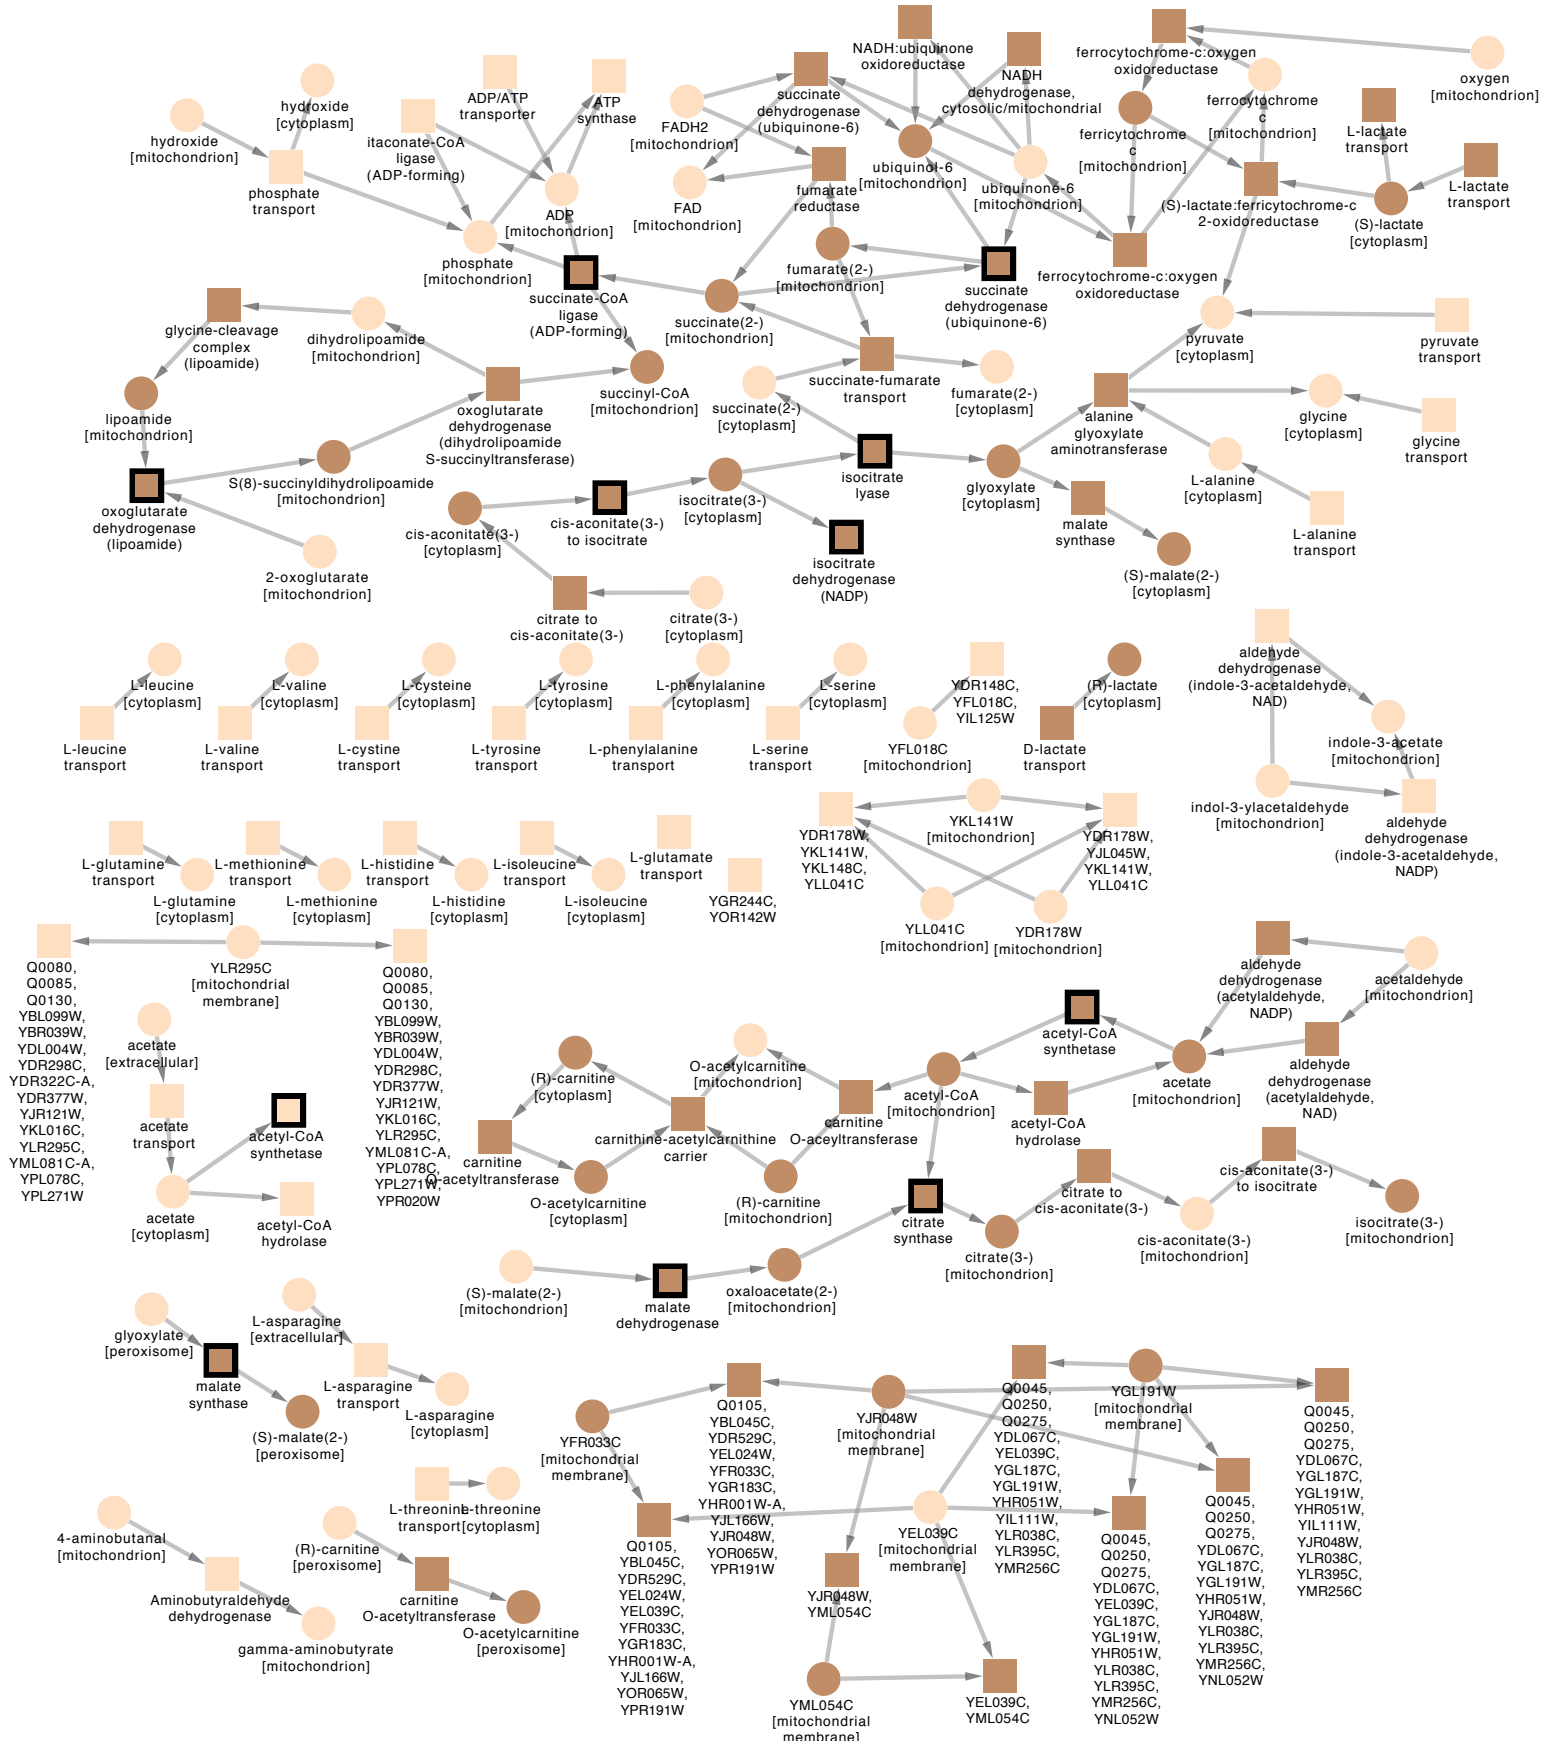 NADH:ubiquinone
oxidoreductase
ferrocytochrome-c:oxygen
oxidoreductase
oxygen
[mitochondrion]
NADH
dehydrogenase,
cytosolic/mitochondrial
succinate
dehydrogenase
(ubiquinone-6)
ADP/ATP
transporter
ATP
synthase
hydroxide
[cytoplasm]
FADH2
[mitochondrion]
ferrocytochrome
c
[mitochondrion]
ferricytochrome
c
[mitochondrion]
L-lactate
transport
hydroxide
[mitochondrion]
itaconate-CoA
ligase
(ADP-forming)
ubiquinol-6
[mitochondrion]
ubiquinone-6
[mitochondrion]
phosphate
transport
ADP
[mitochondrion]
FAD
[mitochondrion]
fumarate
reductase
(S)-lactate:ferricytochrome-c
2-oxidoreductase
L-lactate
transport
(S)-lactate
[cytoplasm]
phosphate
[mitochondrion]
fumarate(2-)
[mitochondrion]
ferrocytochrome-c:oxygen
oxidoreductase
succinate-CoA
ligase
(ADP-forming)
succinate
dehydrogenase
(ubiquinone-6)
succinate(2-)
[mitochondrion]
glycine-cleavage
complex
(lipoamide)
dihydrolipoamide
[mitochondrion]
pyruvate
[cytoplasm]
pyruvate
transport
succinate-fumarate
transport
oxoglutarate
dehydrogenase
(dihydrolipoamide
S-succinyltransferase)
succinyl-CoA
[mitochondrion]
succinate(2-)
[cytoplasm]
fumarate(2-)
[cytoplasm]
alanine
glyoxylate
aminotransferase
glycine
[cytoplasm]
glycine
transport
lipoamide
[mitochondrion]
S(8)-succinyldihydrolipoamide
[mitochondrion]
isocitrate
lyase
isocitrate(3-)
[cytoplasm]
glyoxylate
[cytoplasm]
L-alanine
[cytoplasm]
oxoglutarate
dehydrogenase
(lipoamide)
cis-aconitate(3-)
[cytoplasm]
cis-aconitate(3-)
to isocitrate
malate
synthase
L-alanine
transport
isocitrate
dehydrogenase
(NADP)
2-oxoglutarate
[mitochondrion]
(S)-malate(2-)
[cytoplasm]
citrate to
cis-aconitate(3-)
citrate(3-)
[cytoplasm]
aldehyde
dehydrogenase
(indole-3-acetaldehyde,
NAD)
L-leucine
[cytoplasm]
L-valine
[cytoplasm]
L-cysteine
[cytoplasm]
L-tyrosine
[cytoplasm]
L-phenylalanine
[cytoplasm]
L-serine
[cytoplasm]
YDR148C,
YFL018C,
YIL125W
(R)-lactate
[cytoplasm]
L-leucine
transport
L-valine
transport
L-cystine
transport
L-tyrosine
transport
L-phenylalanine
transport
L-serine
transport
YFL018C
[mitochondrion]
D-lactate
transport
indole-3-acetate
[mitochondrion]
indol-3-ylacetaldehyde
[mitochondrion]
aldehyde
dehydrogenase
(indole-3-acetaldehyde,
NADP)
YKL141W
[mitochondrion]
YDR178W,
YKL141W,
YKL148C,
YLL041C
YDR178W,
YJL045W,
YKL141W,
YLL041C
L-glutamine
transport
L-methionine
transport
L-histidine
transport
L-isoleucine
transport
L-glutamate
transport
L-glutamine
[cytoplasm]
L-methionine
[cytoplasm]
L-histidine
[cytoplasm]
L-isoleucine
[cytoplasm]
YGR244C,
YOR142W
YLL041C
[mitochondrion]
YDR178W
[mitochondrion]
Q0080,
Q0085,
Q0130,
YBL099W,
YBR039W,
YDL004W,
YDR298C,
YDR322C-A,
YDR377W,
YJR121W,
YKL016C,
YLR295C,
YML081C-A,
YPL078C,
YPL271W
YLR295C
[mitochondrial
membrane]
Q0080,
Q0085,
Q0130,
YBL099W,
YBR039W,
YDL004W,
YDR298C,
YDR377W,
YJR121W,
YKL016C,
YLR295C,
YML081C-A,
YPL078C,
YPL271W,
YPR020W
aldehyde
dehydrogenase
(acetylaldehyde,
NADP)
acetaldehyde
[mitochondrion]
acetate
[extracellular]
acetyl-CoA
synthetase
(R)-carnitine
[cytoplasm]
O-acetylcarnitine
[mitochondrion]
acetyl-CoA
[mitochondrion]
acetate
[mitochondrion]
aldehyde
dehydrogenase
(acetylaldehyde,
NAD)
acetate
transport
acetyl-CoA
synthetase
carnitine
O-acetyltransferase
carnithine-acetylcarnithine
carrier
carnitine
O-aceyltransferase
acetyl-CoA
hydrolase
cis-aconitate(3-)
to isocitrate
acetate
[cytoplasm]
acetyl-CoA
hydrolase
O-acetylcarnitine
[cytoplasm]
(R)-carnitine
[mitochondrion]
citrate
synthase
citrate to
cis-aconitate(3-)
isocitrate(3-)
[mitochondrion]
cis-aconitate(3-)
[mitochondrion]
citrate(3-)
[mitochondrion]
(S)-malate(2-)
[mitochondrion]
malate
dehydrogenase
oxaloacetate(2-)
[mitochondrion]
glyoxylate
[peroxisome]
L-asparagine
[extracellular]
malate
synthase
L-asparagine
transport
L-asparagine
[cytoplasm]
(S)-malate(2-)
[peroxisome]
YFR033C
[mitochondrial
membrane]
Q0105,
YBL045C,
YDR529C,
YEL024W,
YFR033C,
YGR183C,
YHR001W-A,
YJL166W,
YJR048W,
YOR065W,
YPR191W
YJR048W
[mitochondrial
membrane]
Q0045,
Q0250,
Q0275,
YDL067C,
YEL039C,
YGL187C,
YGL191W,
YHR051W,
YIL111W,
YLR038C,
YLR395C,
YMR256C
YGL191W
[mitochondrial
membrane]
Q0045,
Q0250,
Q0275,
YDL067C,
YGL187C,
YGL191W,
YHR051W,
YIL111W,
YJR048W,
YLR038C,
YLR395C,
YMR256C
L-threonine
transport
L-threonine
[cytoplasm]
4-aminobutanal
[mitochondrion]
(R)-carnitine
[peroxisome]
Aminobutyraldehyde
dehydrogenase
carnitine
O-acetyltransferase
gamma-aminobutyrate
[mitochondrion]
O-acetylcarnitine
[peroxisome]
Q0105,
YBL045C,
YDR529C,
YEL024W,
YEL039C,
YFR033C,
YGR183C,
YHR001W-A,
YJL166W,
YOR065W,
YPR191W
YEL039C
[mitochondrial
membrane]
YJR048W,
YML054C
Q0045,
Q0250,
Q0275,
YDL067C,
YEL039C,
YGL187C,
YGL191W,
YHR051W,
YLR038C,
YLR395C,
YMR256C,
YNL052W
Q0045,
Q0250,
Q0275,
YDL067C,
YGL187C,
YGL191W,
YHR051W,
YJR048W,
YLR038C,
YLR395C,
YMR256C,
YNL052W
YML054C
[mitochondrial
membrane]
YEL039C,
YML054C